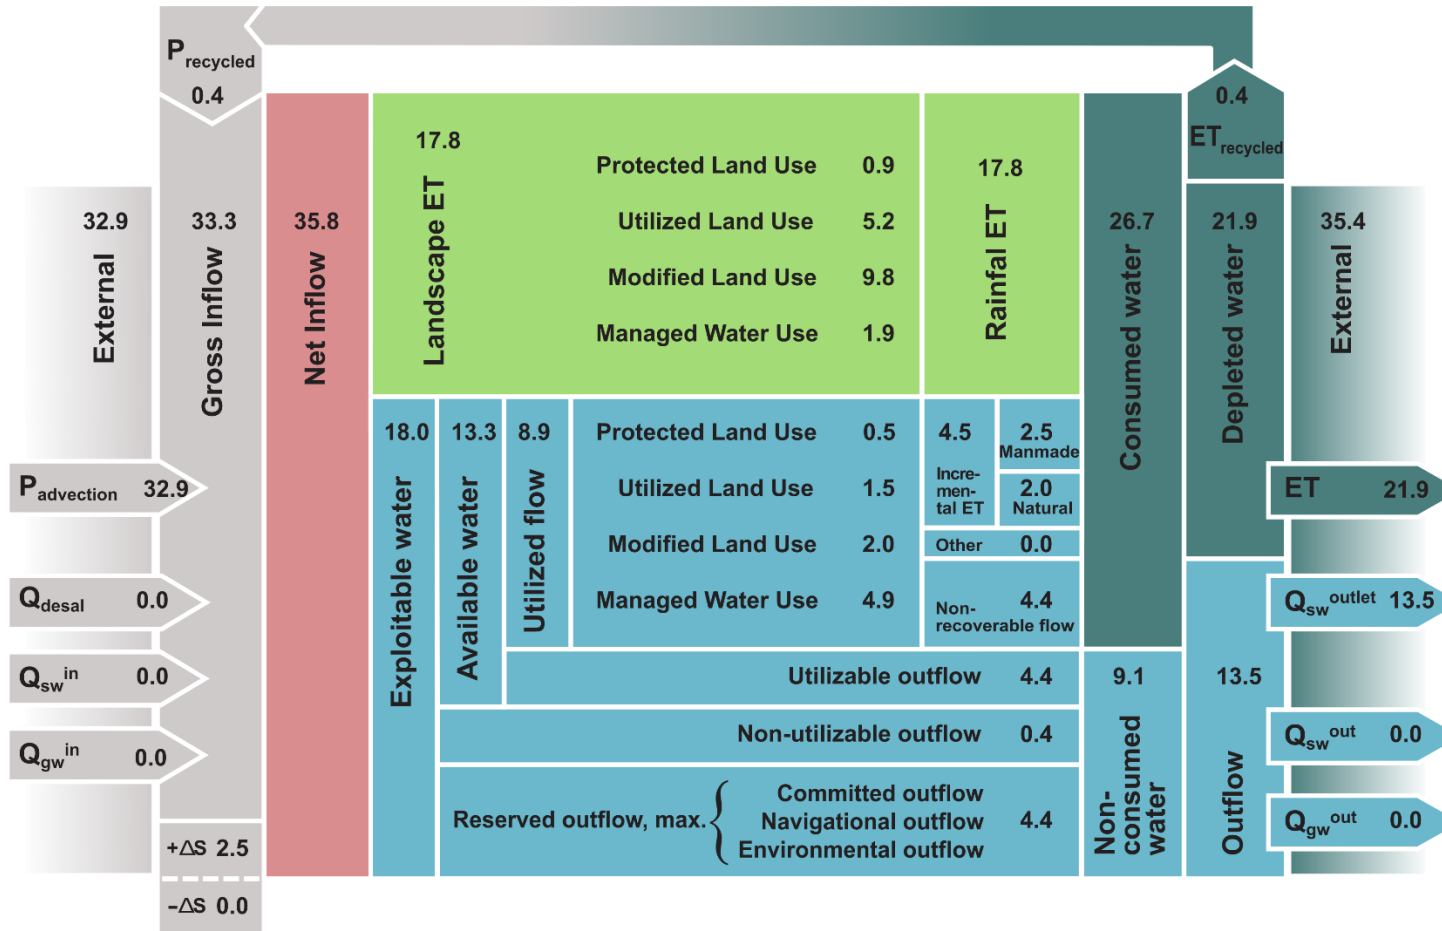 P recycled
0.4
0.4
ET recycled
32.9
External
33.3
Gross Inflow
35.8
Net Inflow
17.8
Landscape ET
Protected Land Use 0.9
Utilized Land Use 5.2
Modified Land Use 9.8
Managed Water Use 1.9
17.8
Rainfal ET
26.7
Consumed water
21.9
Depleted water
35.4
External
P advection 32.9
Q desal 0.0
Q sw in 0.0
Q gw in 0.0
+ΔS 2.5
−ΔS 0.0
18.0
Exploitable water
13.3
Available water
8.9
Utilized flow
Protected Land Use 0.5
Utilized Land Use 1.5
Modified Land Use 2.0
Managed Water Use 4.9
4.5
Incre-
men-
tal ET
2.5
Manmade
2.0
Natural
Other 0.0
Non- 4.4
recoverable flow
Utilizable outflow 4.4
Non-utilizable outflow 0.4
Reserved outflow, max.
Committed outflow
Navigational outflow
Environmental outflow
4.4
9.1
Non-
consumed
water
13.5
Outflow
ET 21.9
Q sw outlet 13.5
Q sw out 0.0
Q gw out 0.0